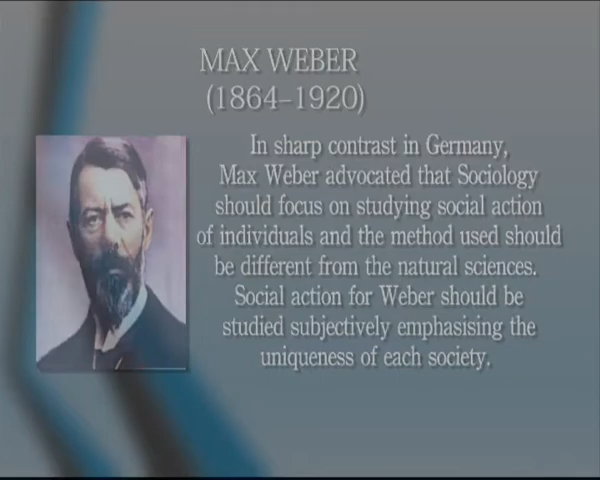 MAX WEBER
(1864–1920)
In sharp contrast in Germany,
Max Weber advocated that Sociology
should focus on studying social action
of individuals and the method used should
be different from the natural sciences.
Social action for Weber should be
studied subjectively emphasising the
uniqueness of each society.